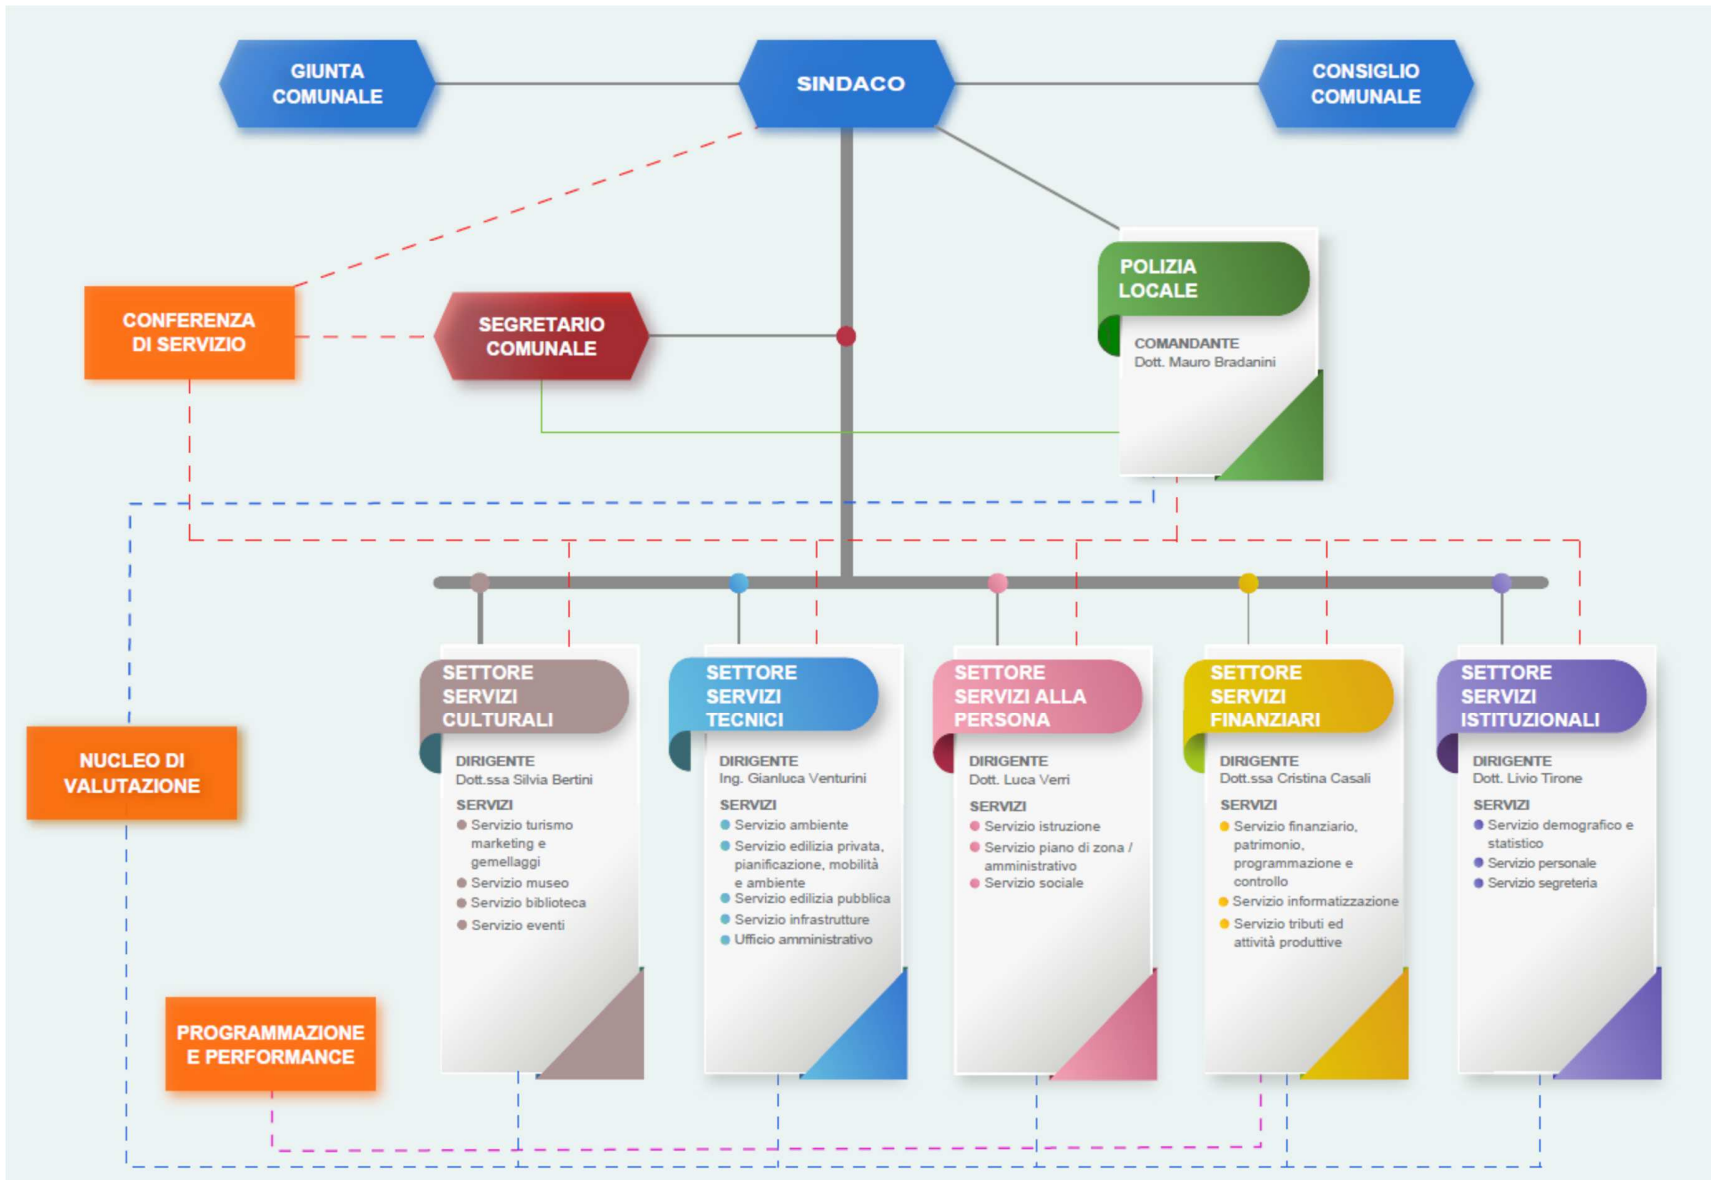 GIUNTA
COMUNALE
SINDACO
CONSIGLIO
COMUNALE
POLIZIA
LOCALE
COMANDANTE
Dott. Mauro Bradanini
CONFERENZA
DI SERVIZIO
SEGRETARIO
COMUNALE
NUCLEO DI
VALUTAZIONE
PROGRAMMAZIONE
E PERFORMANCE
SETTORE
SERVIZI
CULTURALI
DIRIGENTE
Dott.ssa Silvia Bertini
SERVIZI
Servizio turismo
marketing e
gemellaggi
Servizio museo
Servizio biblioteca
Servizio eventi
SETTORE
SERVIZI
TECNICI
DIRIGENTE
Ing. Gianluca Venturini
SERVIZI
Servizio ambiente
Servizio edilizia privata,
pianificazione, mobilità
e ambiente
Servizio edilizia pubblica
Servizio infrastrutture
Ufficio amministrativo
SETTORE
SERVIZI ALLA
PERSONA
DIRIGENTE
Dott. Luca Verri
SERVIZI
Servizio istruzione
Servizio piano di zona /
amministrativo
Servizio sociale
SETTORE
SERVIZI
FINANZIARI
DIRIGENTE
Dott.ssa Cristina Casali
SERVIZI
Servizio finanziario,
patrimonio,
programmazione e
controllo
Servizio informatizzazione
Servizio tributi ed
attività produttive
SETTORE
SERVIZI
ISTITUZIONALI
DIRIGENTE
Dott. Livio Tirone
SERVIZI
Servizio demografico e
statistico
Servizio personale
Servizio segreteria